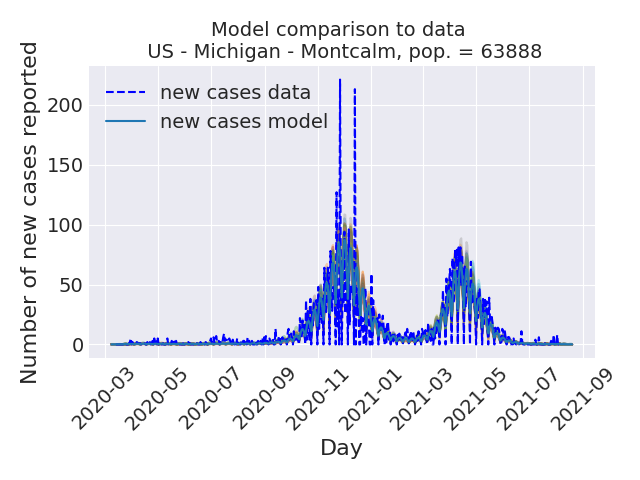 Model comparison to data
US - Michigan - Montcalm, pop. = 63888
Number of new cases reported
200
150
100
50
0
new cases data
new cases model
2020-03
2020-05
2020-07
2020-09
2020-11
2021-01
2021-03
2021-05
2021-07
2021-09
Day